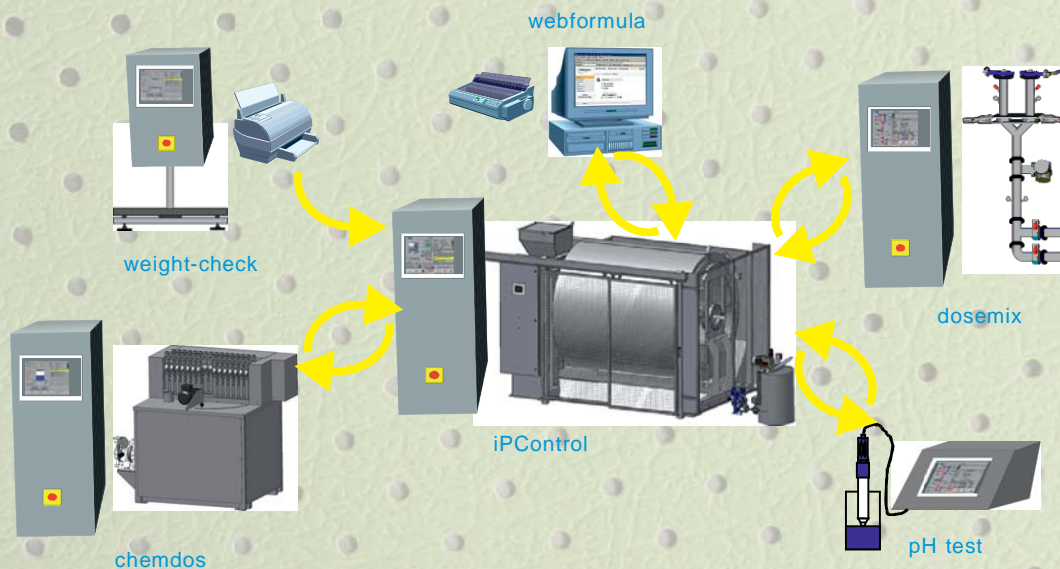 webformula
weight-check
dosemix
iPControl
chemdos
pH test